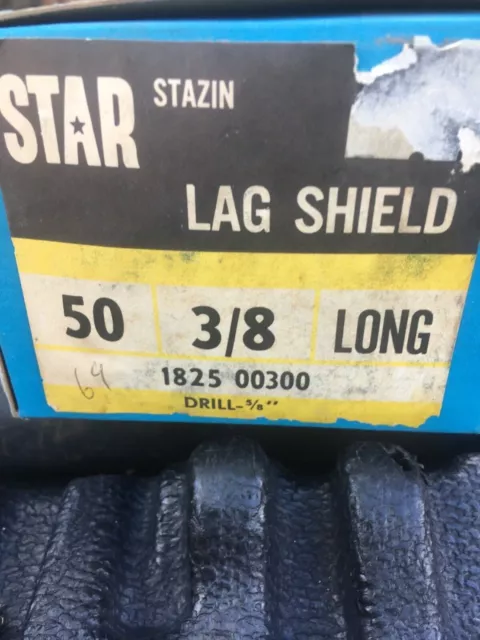 STAR STAZIN
LAG SHIELD
50 3/8 LONG
64
1825 00300
DRILL-5/8"